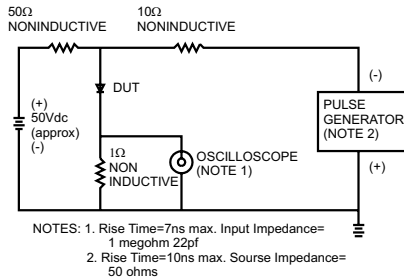 50Ω
NONINDUCTIVE
10Ω
NONINDUCTIVE
(+)
50Vdc
(approx)
(-)
DUT
1Ω
NON
INDUCTIVE
OSCILLOSCOPE
(NOTE 1)
(-)
PULSE
GENERATOR
(NOTE 2)
(+)
NOTES: 1. Rise Time=7ns max. Input Impedance=
1 megohm 22pf
2. Rise Time=10ns max. Sourse Impedance=
50 ohms